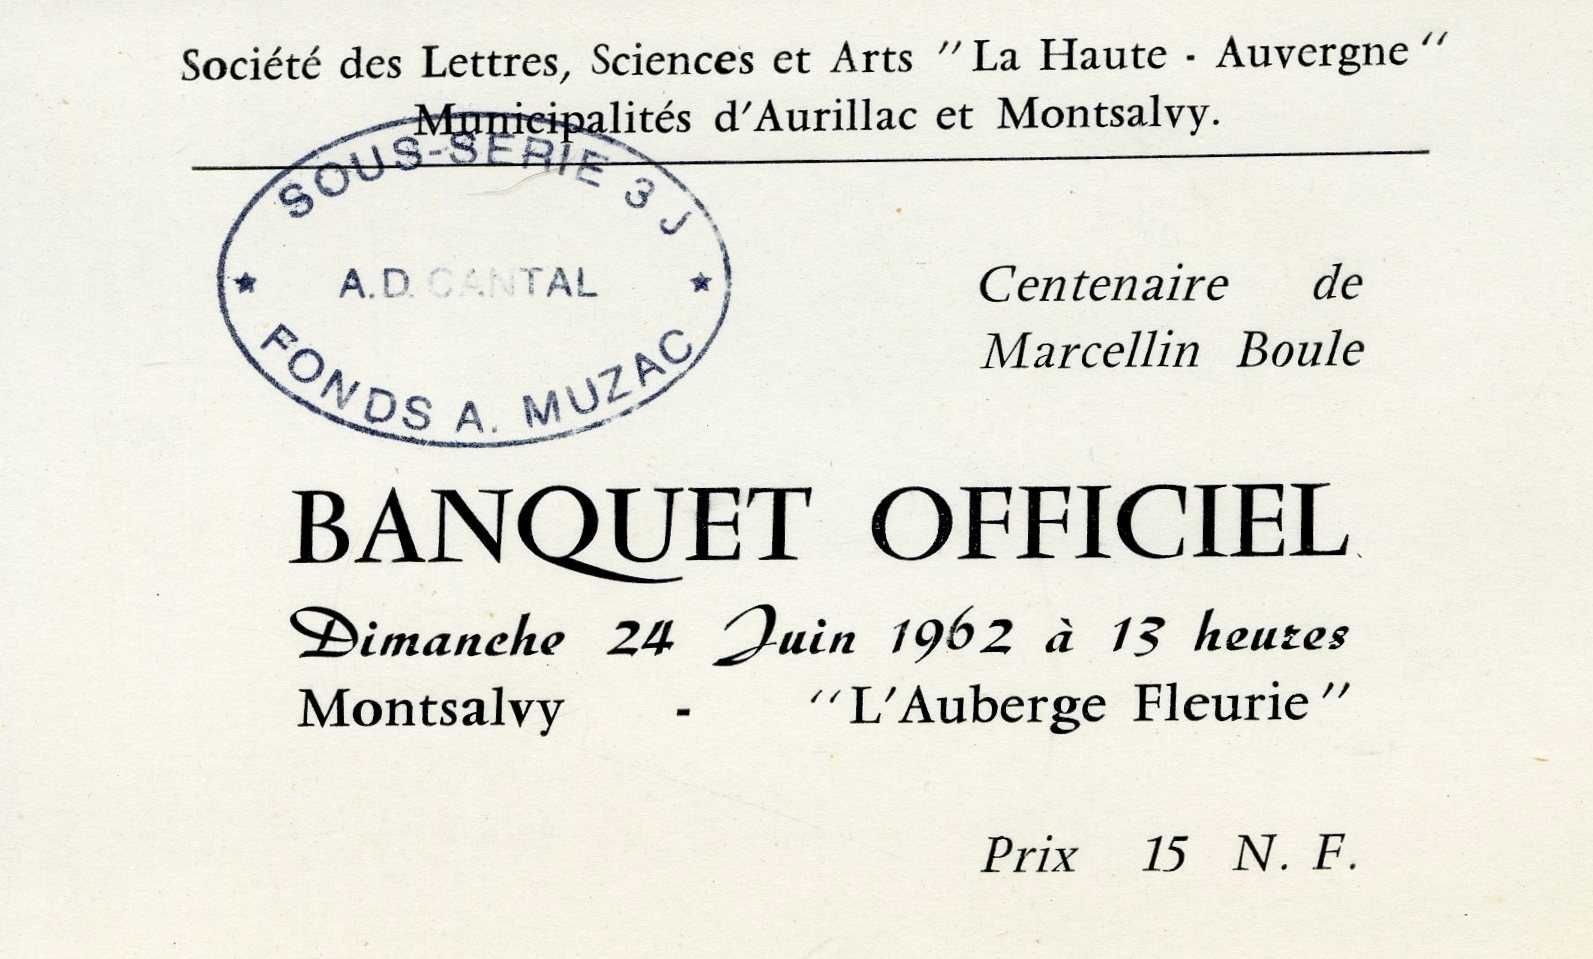 Société des Lettres, Sciences et Arts "La Haute - Auvergne"
Municipalités d'Aurillac et Montsalvy.
SOUS-SERIE 3 J
A.D. CANTAL
FONDS A. MUZAC
Centenaire de
Marcellin Boule
BANQUET OFFICIEL
Dimanche 24 Juin 1962 à 13 heures
Montsalvy - "L'Auberge Fleurie"
Prix 15 N. F.